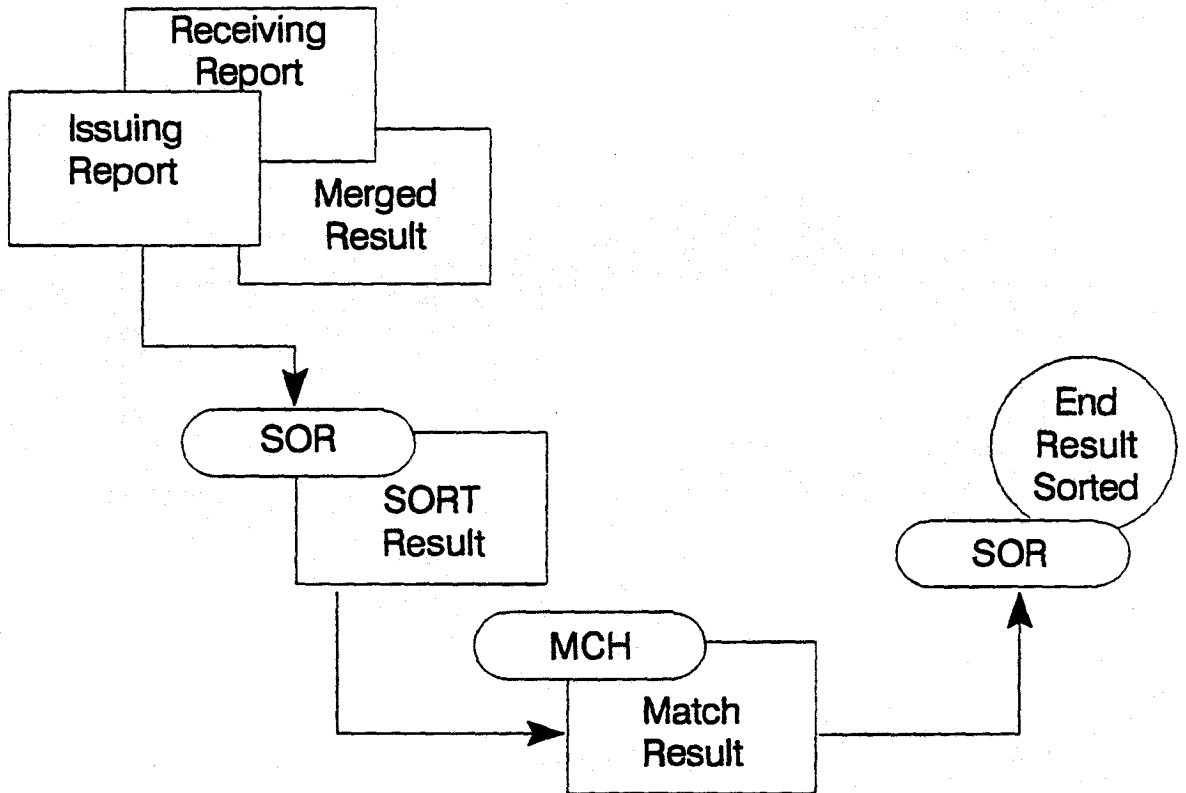 Receiving
Report
Issuing
Report
Merged
Result
SOR
SORT
Result
MCH
Match
Result
End
Result
Sorted
SOR